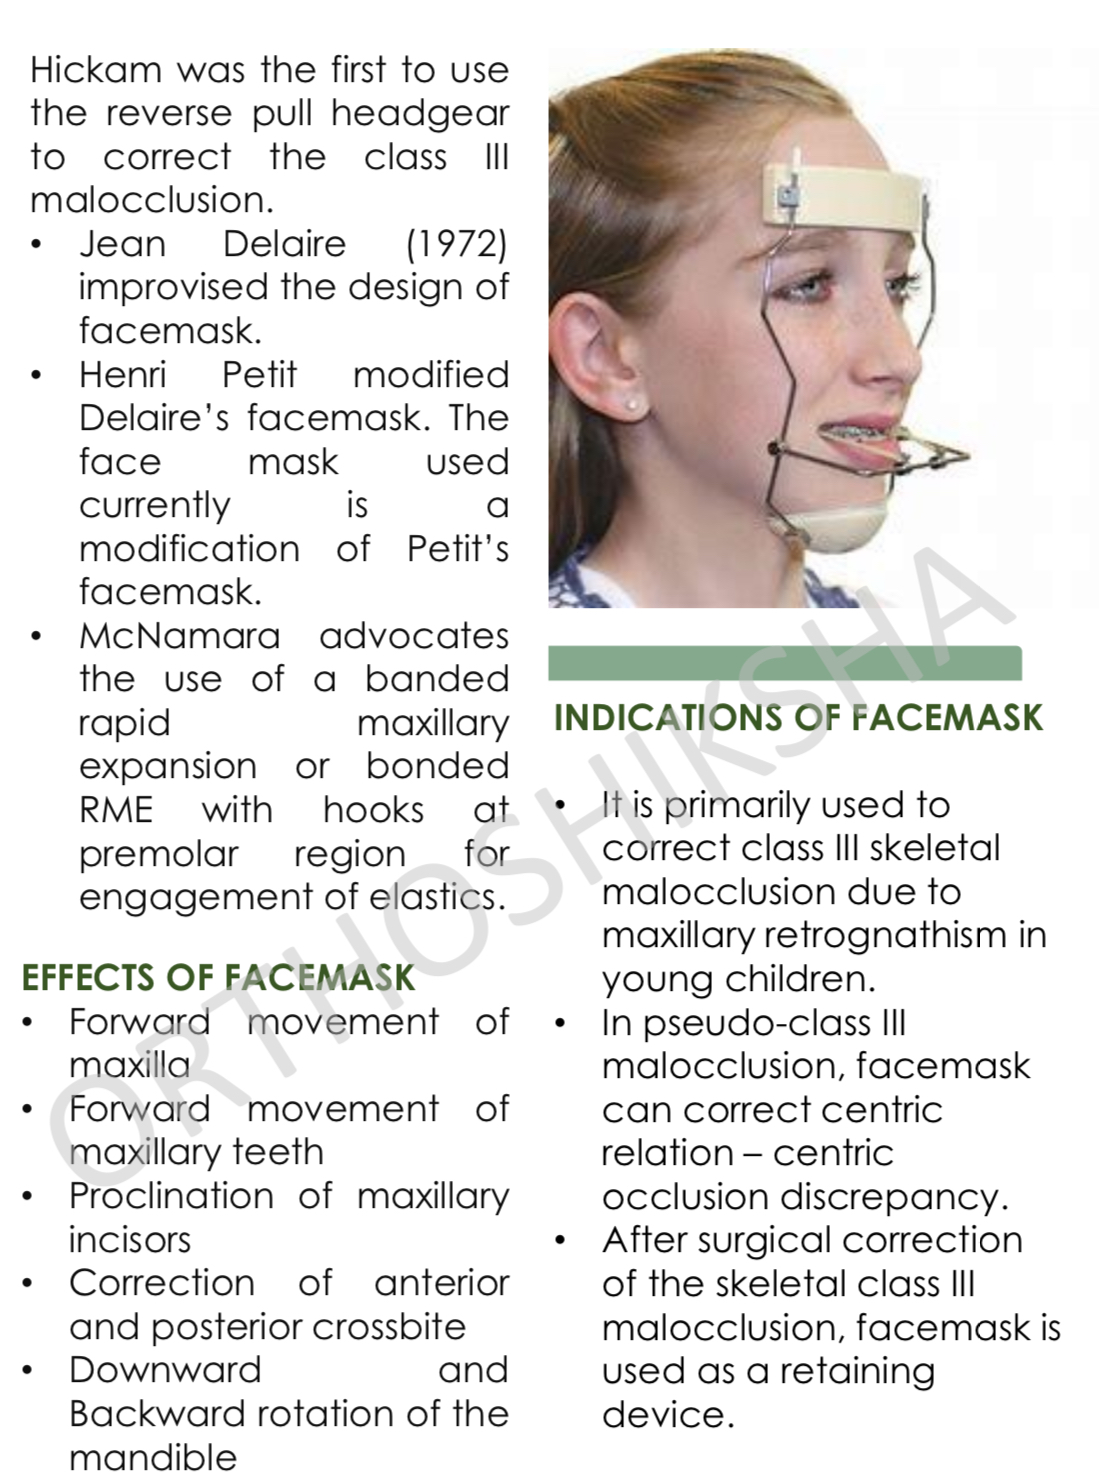 Hickam was the first to use
the reverse pull headgear
to correct the class III
malocclusion.
• Jean Delaire (1972)
improvised the design of
facemask.
• Henri Petit modified
Delaire’s facemask. The
face mask used
currently is a
modification of Petit’s
facemask.
• McNamara advocates
the use of a banded
rapid maxillary
expansion or bonded
RME with hooks at
premolar region for
engagement of elastics.
EFFECTS OF FACEMASK
• Forward movement of
maxilla
• Forward movement of
maxillary teeth
• Proclination of maxillary
incisors
• Correction of anterior
and posterior crossbite
• Downward and
Backward rotation of the
mandible
INDICATIONS OF FACEMASK
• It is primarily used to
correct class III skeletal
malocclusion due to
maxillary retrognathism in
young children.
• In pseudo-class III
malocclusion, facemask
can correct centric
relation – centric
occlusion discrepancy.
• After surgical correction
of the skeletal class III
malocclusion, facemask is
used as a retaining
device.
ORTHOSHIKSHA